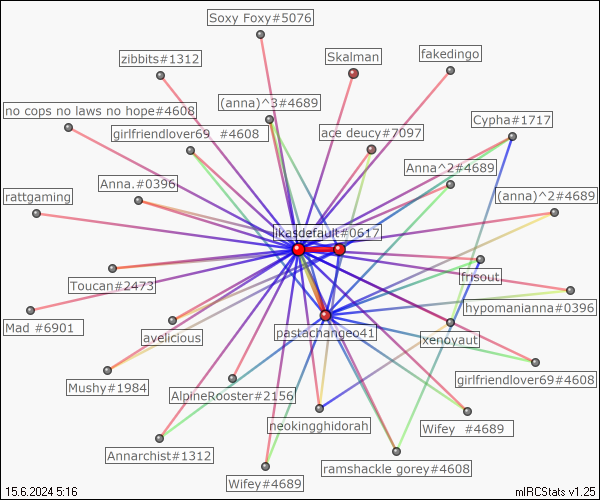 Soxy Foxy#5076
fakedingo
zibbits#1312
Skalman
(anna)^3#4689
no cops no laws no hope#4608
Cypha#1717
girlfriendlover69  #4608
ace deucy#7097
Anna^2#4689
Anna.#0396
rattgaming
(anna)^2#4689
ikasdefault#0617
frisout
Toucan#2473
hypomanianna#0396
Mad #6901
avelicious
pastachangeo41
xenoyaut
Mushy#1984
girlfriendlover69#4608
AlpineRooster#2156
neokingghidorah
Wifey  #4689
Annarchist#1312
ramshackle gorey#4608
Wifey#4689
15.6.2024 5:16
mIRCStats v1.25